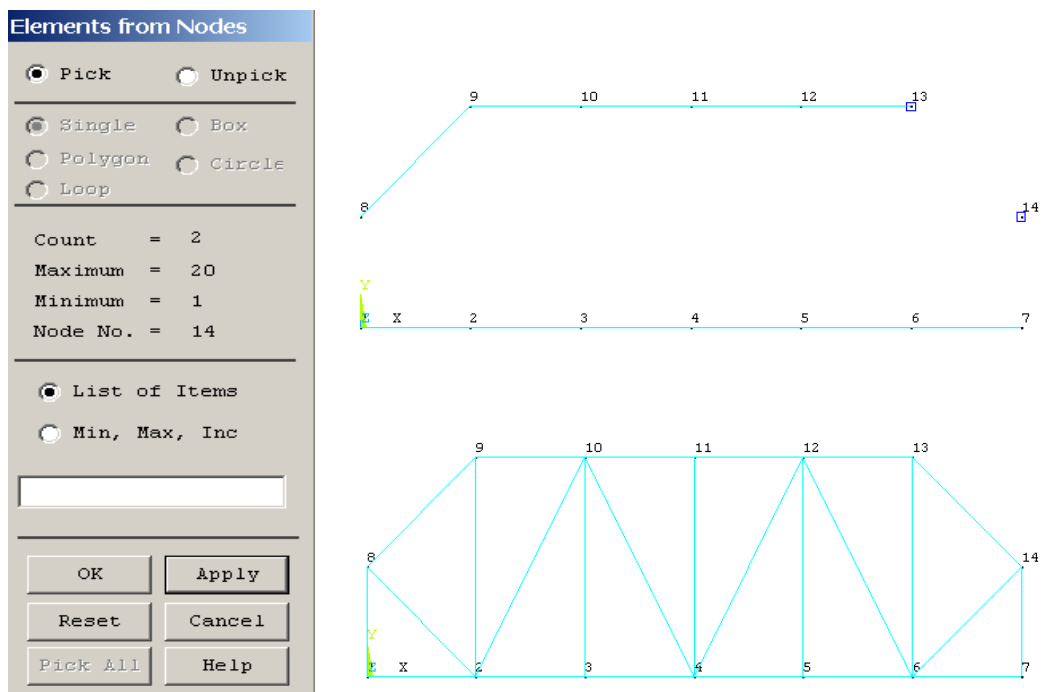 Elements from Nodes
Pick Unpick
Single Box
Polygon Circle
Loop
Count = 2
Maximum = 20
Minimum = 1
Node No. = 14
List of Items
Min, Max, Inc
OK Apply
Reset Cancel
Pick All Help
9 10 11 12 13
8 14
Y
Z X 2 3 4 5 6 7
9 10 11 12 13
8 14
Y
Z X 2 3 4 5 6 7